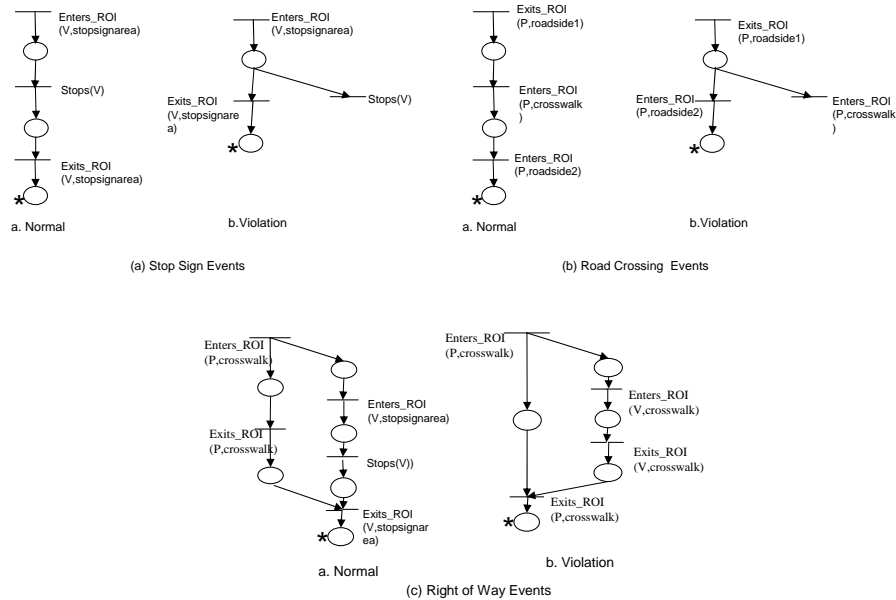 Enters_ROI
(V,stopsignarea)
Stops(V)
Exits_ROI
(V,stopsignarea)
*
a. Normal
Enters_ROI
(V,stopsignarea)
Exits_ROI
(V,stopsignare
a)
Stops(V)
*
b.Violation
(a) Stop Sign Events
Exits_ROI
(P,roadside1)
Enters_ROI
(P,crosswalk
)
Enters_ROI
(P,roadside2)
*
a. Normal
Exits_ROI
(P,roadside1)
Enters_ROI
(P,roadside2)
Enters_ROI
(P,crosswalk
)
*
b.Violation
(b) Road Crossing Events
Enters_ROI
(P,crosswalk)
Enters_ROI
(V,stopsignarea)
Exits_ROI
(P,crosswalk)
Stops(V))
Exits_ROI
(V,stopsignar
ea)
*
a. Normal
Enters_ROI
(P,crosswalk)
Enters_ROI
(V,crosswalk)
Exits_ROI
(V,crosswalk)
Exits_ROI
(P,crosswalk)
*
b. Violation
(c) Right of Way Events